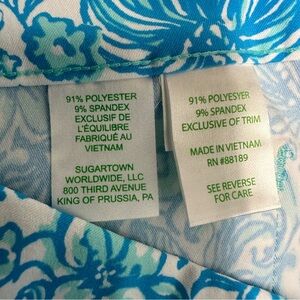 91% POLYESTER
9% SPANDEX
EXCLUSIF DE
L'ÉQUILIBRE
FABRIQUÉ AU
VIETNAM
SUGARTOWN
WORLDWIDE, LLC
800 THIRD AVENUE
KING OF PRUSSIA, PA
91% POLYESYER
9% SPANDEX
EXCLUSIVE OF TRIM
MADE IN VIETNAM
RN #88189
SEE REVERSE
FOR CARE